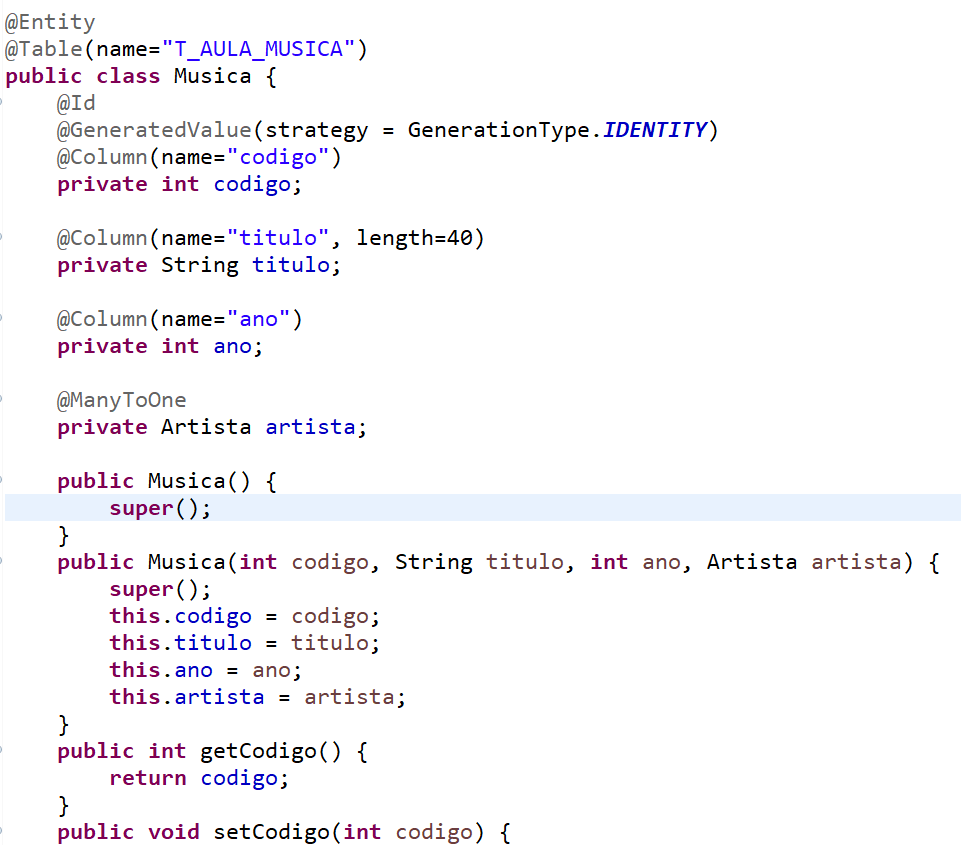 @Entity
@Table(name="T_AULA_MUSICA")
public class Musica {
@Id
@GeneratedValue(strategy = GenerationType.IDENTITY)
@Column(name="codigo")
private int codigo;
@Column(name="titulo", length=40)
private String titulo;
@Column(name="ano")
private int ano;
@ManyToOne
private Artista artista;
public Musica() {
super();
}
public Musica(int codigo, String titulo, int ano, Artista artista) {
super();
this.codigo = codigo;
this.titulo = titulo;
this.ano = ano;
this.artista = artista;
}
public int getCodigo() {
return codigo;
}
public void setCodigo(int codigo) {